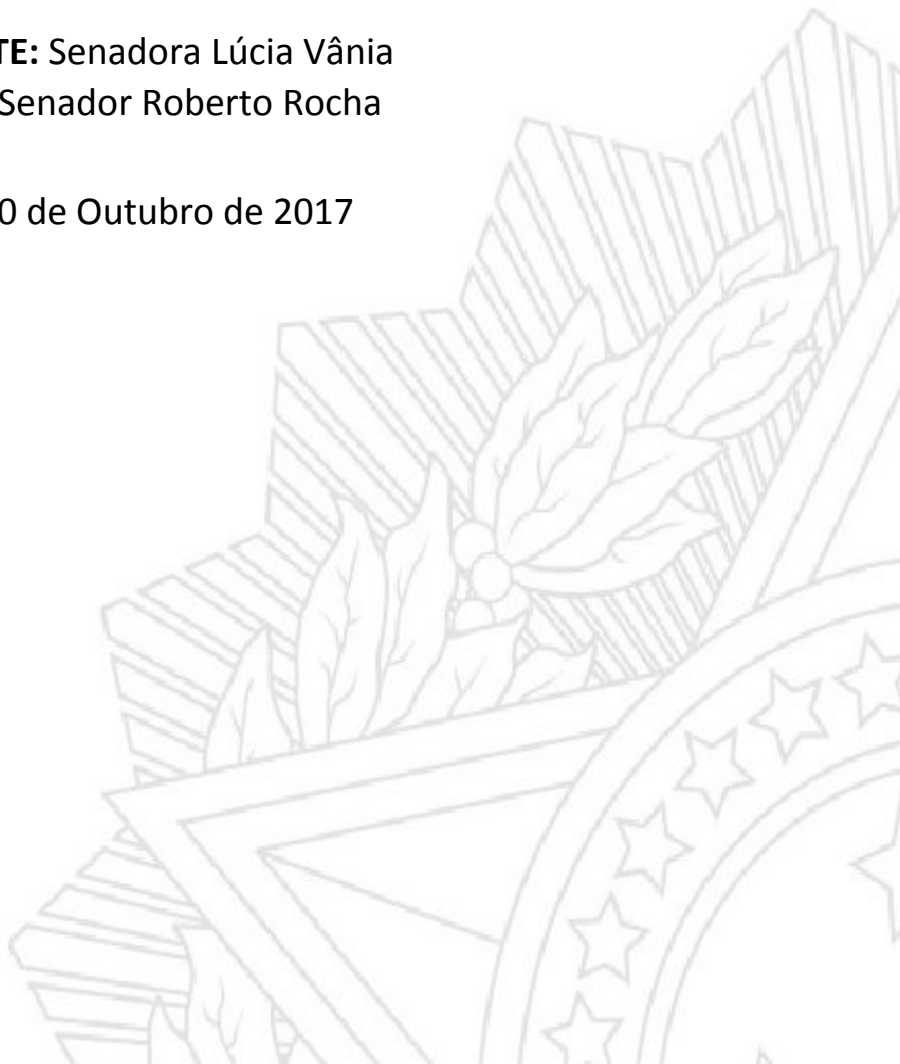 TE: Senadora Lúcia Vânia
Senador Roberto Rocha
0 de Outubro de 2017